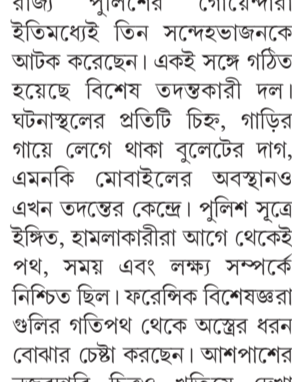 রাজ্য পুলিশের গোয়েন্দারা
ইতিমধ্যেই তিন সন্দেহভাজনকে
আটক করেছেন। একই সঙ্গে গঠিত
হয়েছে বিশেষ তদন্তকারী দল।
ঘটনাস্থলের প্রতিটি চিহ্ন, গাড়ির
গায়ে লেগে থাকা বুলেটের দাগ,
এমনকি মোবাইলের অবস্থানও
এখন তদন্তের কেন্দ্রে। পুলিশ সূত্রে
ইঙ্গিত, হামলাকারীরা আগে থেকেই
পথ, সময় এবং লক্ষ্য সম্পর্কে
নিশ্চিত ছিল। ফরেন্সিক বিশেষজ্ঞরা
গুলির গতিপথ থেকে অস্ত্রের ধরন
বোঝার চেষ্টা করছেন। আশপাশের